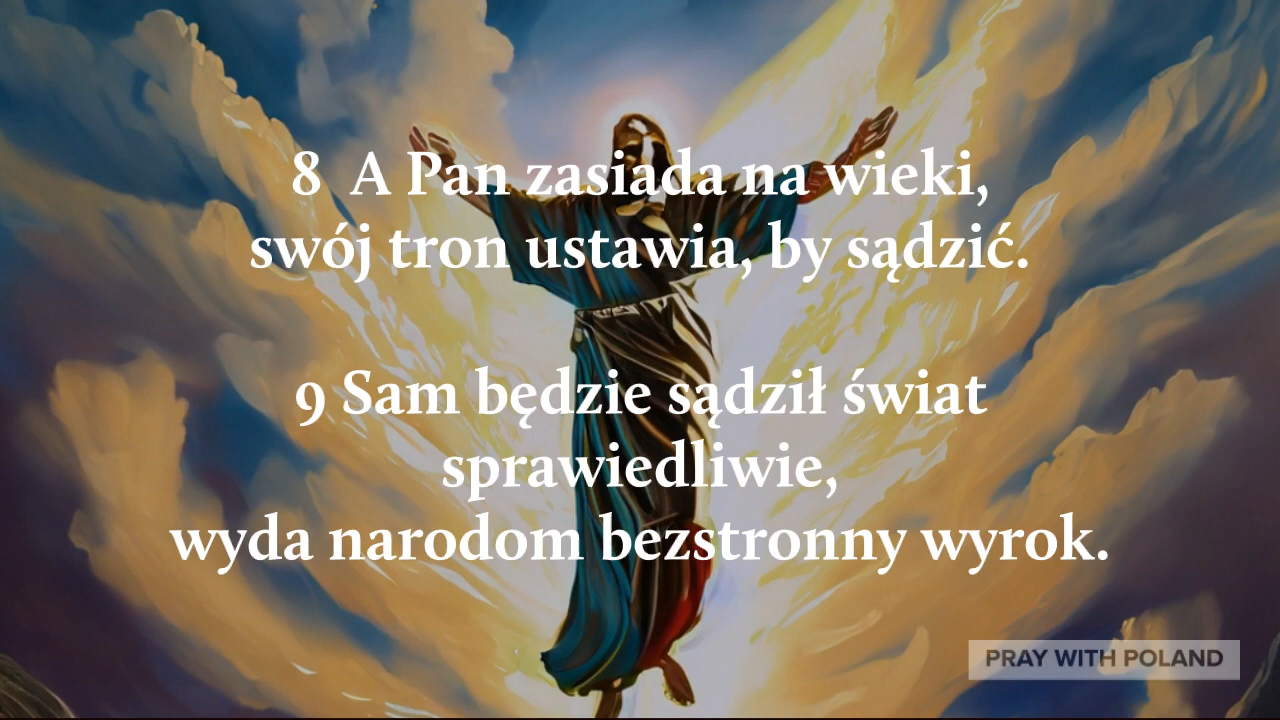 8 A Pan zasiada na wieki,
swój tron ustawia, by sądzić.
9 Sam będzie sądził świat
sprawiedliwie,
wyda narodom bezstronny wyrok.
PRAY WITH POLAND